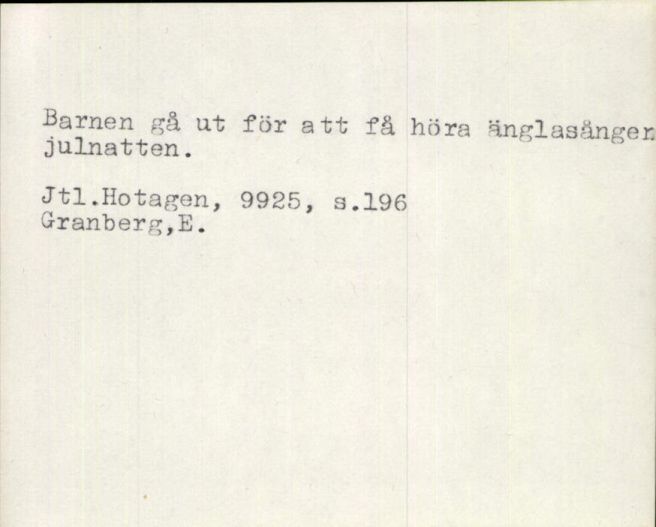 Barnen gå ut för att få höra änglasången
julnatten.
Jtl.Hotagen, 9925, s.196
Granberg,E.